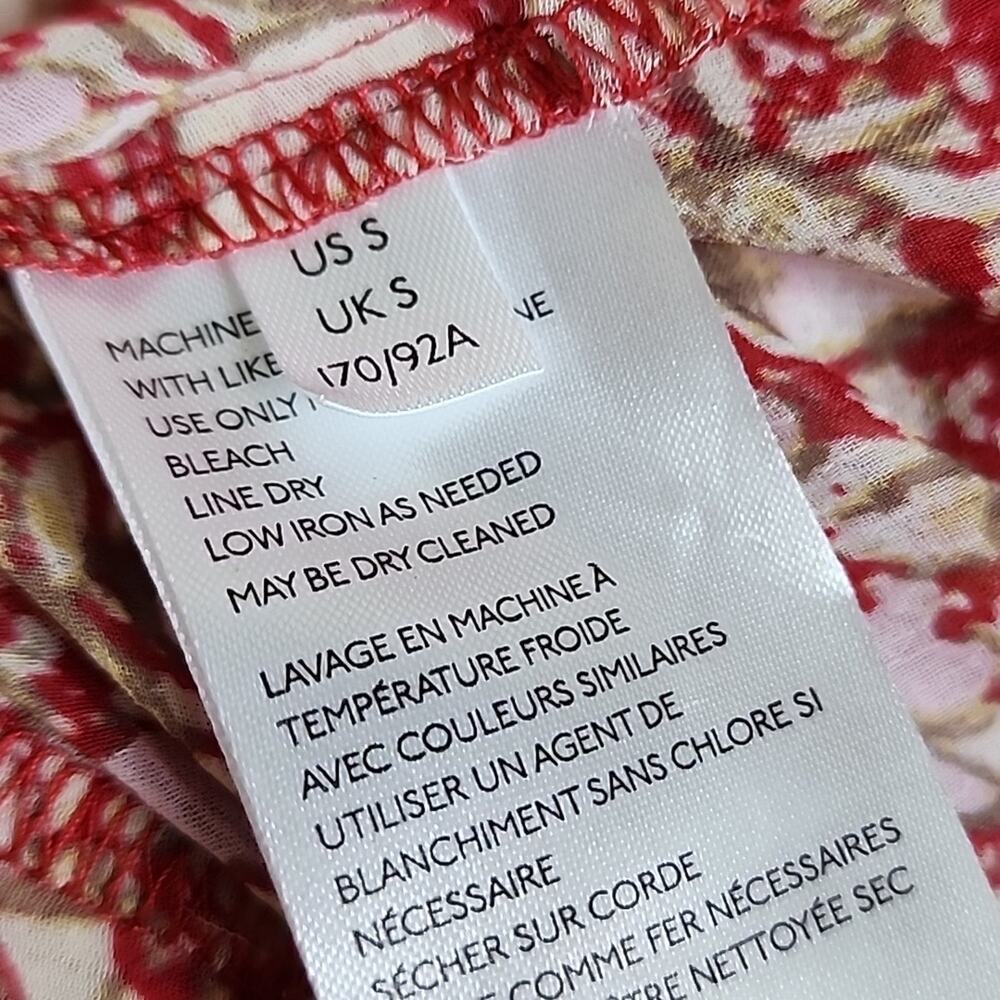 US S
UK S
170/92A
MACHINE
WITH LIKE
USE ONLY
BLEACH
LINE DRY
LOW IRON AS NEEDED
MAY BE DRY CLEANED
LAVAGE EN MACHINE À
TEMPÉRATURE FROIDE
AVEC COULEURS SIMILAIRES
UTILISER UN AGENT DE
BLANCHIMENT SANS CHLORE SI
NÉCESSAIRE
SÉCHER SUR CORDE
COMME FER NÉCESSAIRES
NETTOYÉE SEC